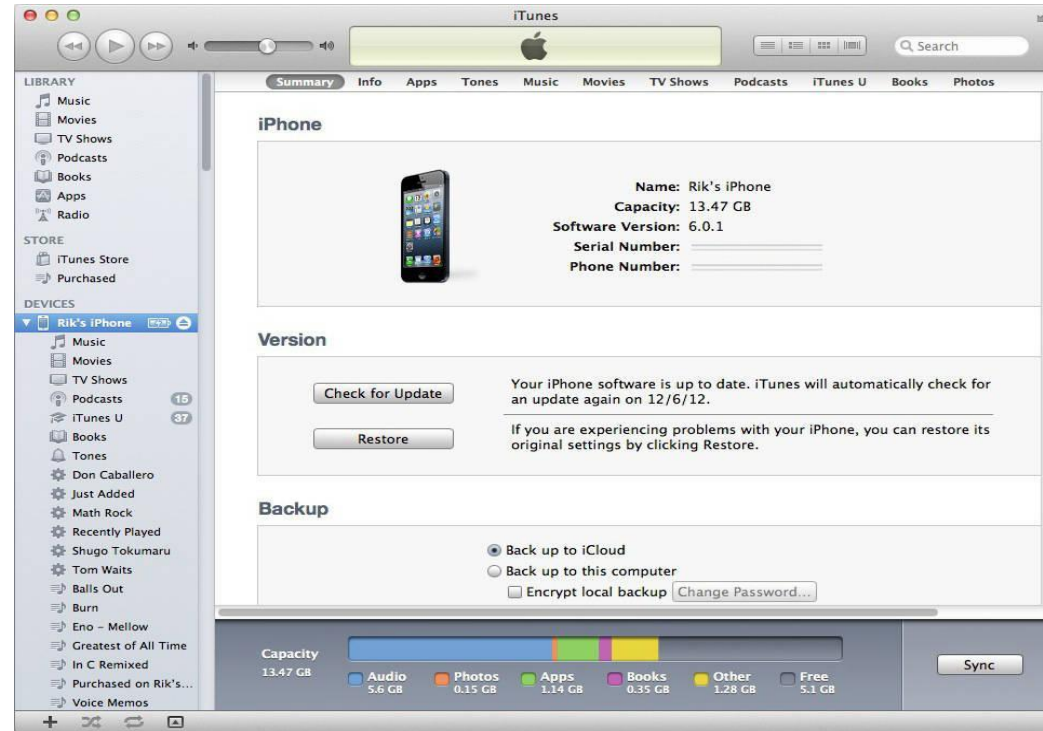 iTunes
Search
LIBRARY
Music
Movies
TV Shows
Podcasts
Books
Apps
Radio
STORE
iTunes Store
Purchased
DEVICES
Rik's iPhone
Music
Movies
TV Shows
Podcasts 15
iTunes U 37
Books
Tones
Don Caballero
Just Added
Math Rock
Recently Played
Shugo Tokumaru
Tom Waits
Balls Out
Burn
Eno – Mellow
Greatest of All Time
In C Remixed
Purchased on Rik's...
Voice Memos
Summary Info Apps Tones Music Movies TV Shows Podcasts iTunes U Books Photos
iPhone
Name: Rik's iPhone
Capacity: 13.47 GB
Software Version: 6.0.1
Serial Number:
Phone Number:
Version
Check for Update
Your iPhone software is up to date. iTunes will automatically check for
an update again on 12/6/12.
Restore
If you are experiencing problems with your iPhone, you can restore its
original settings by clicking Restore.
Backup
Back up to iCloud
Back up to this computer
Encrypt local backup Change Password...
Capacity
13.47 GB
Audio
5.6 GB
Photos
0.15 GB
Apps
1.14 GB
Books
0.35 GB
Other
1.28 GB
Free
5.1 GB
Sync